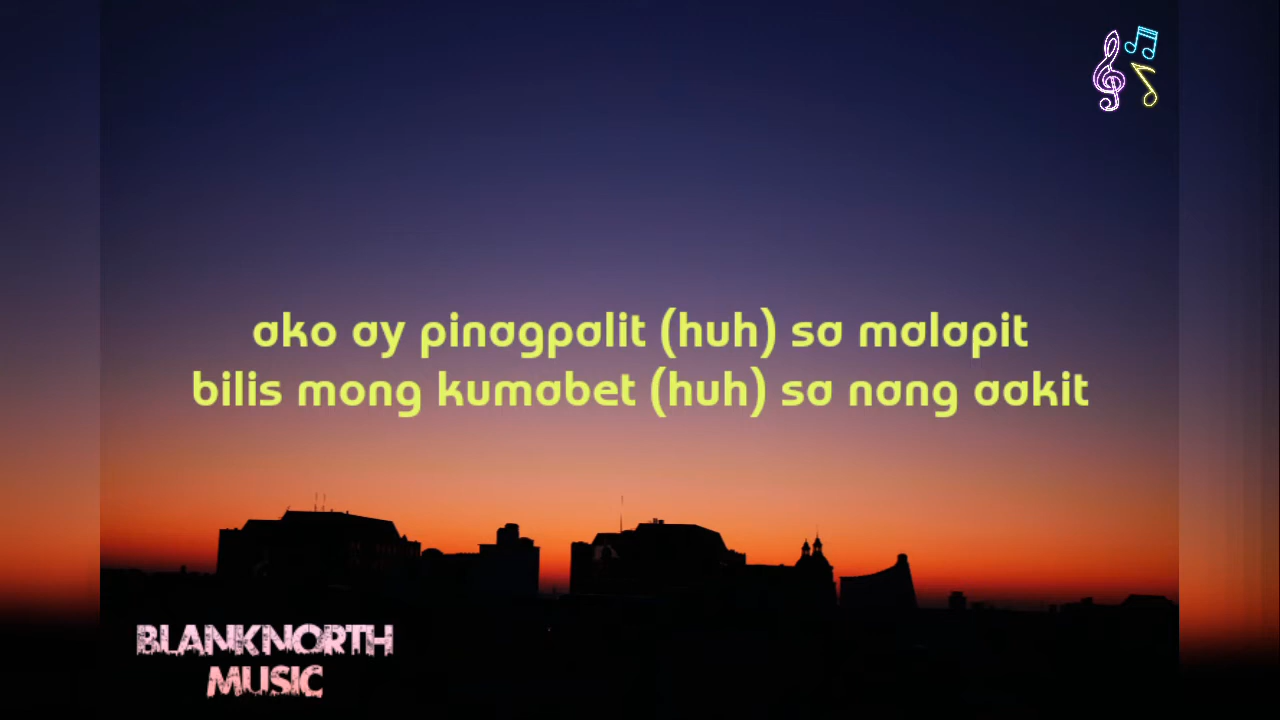 ako ay pinagpalit (huh) sa malapit
bilis mong kumabet (huh) sa nang aakit
BLANKNORTH
MUSIC